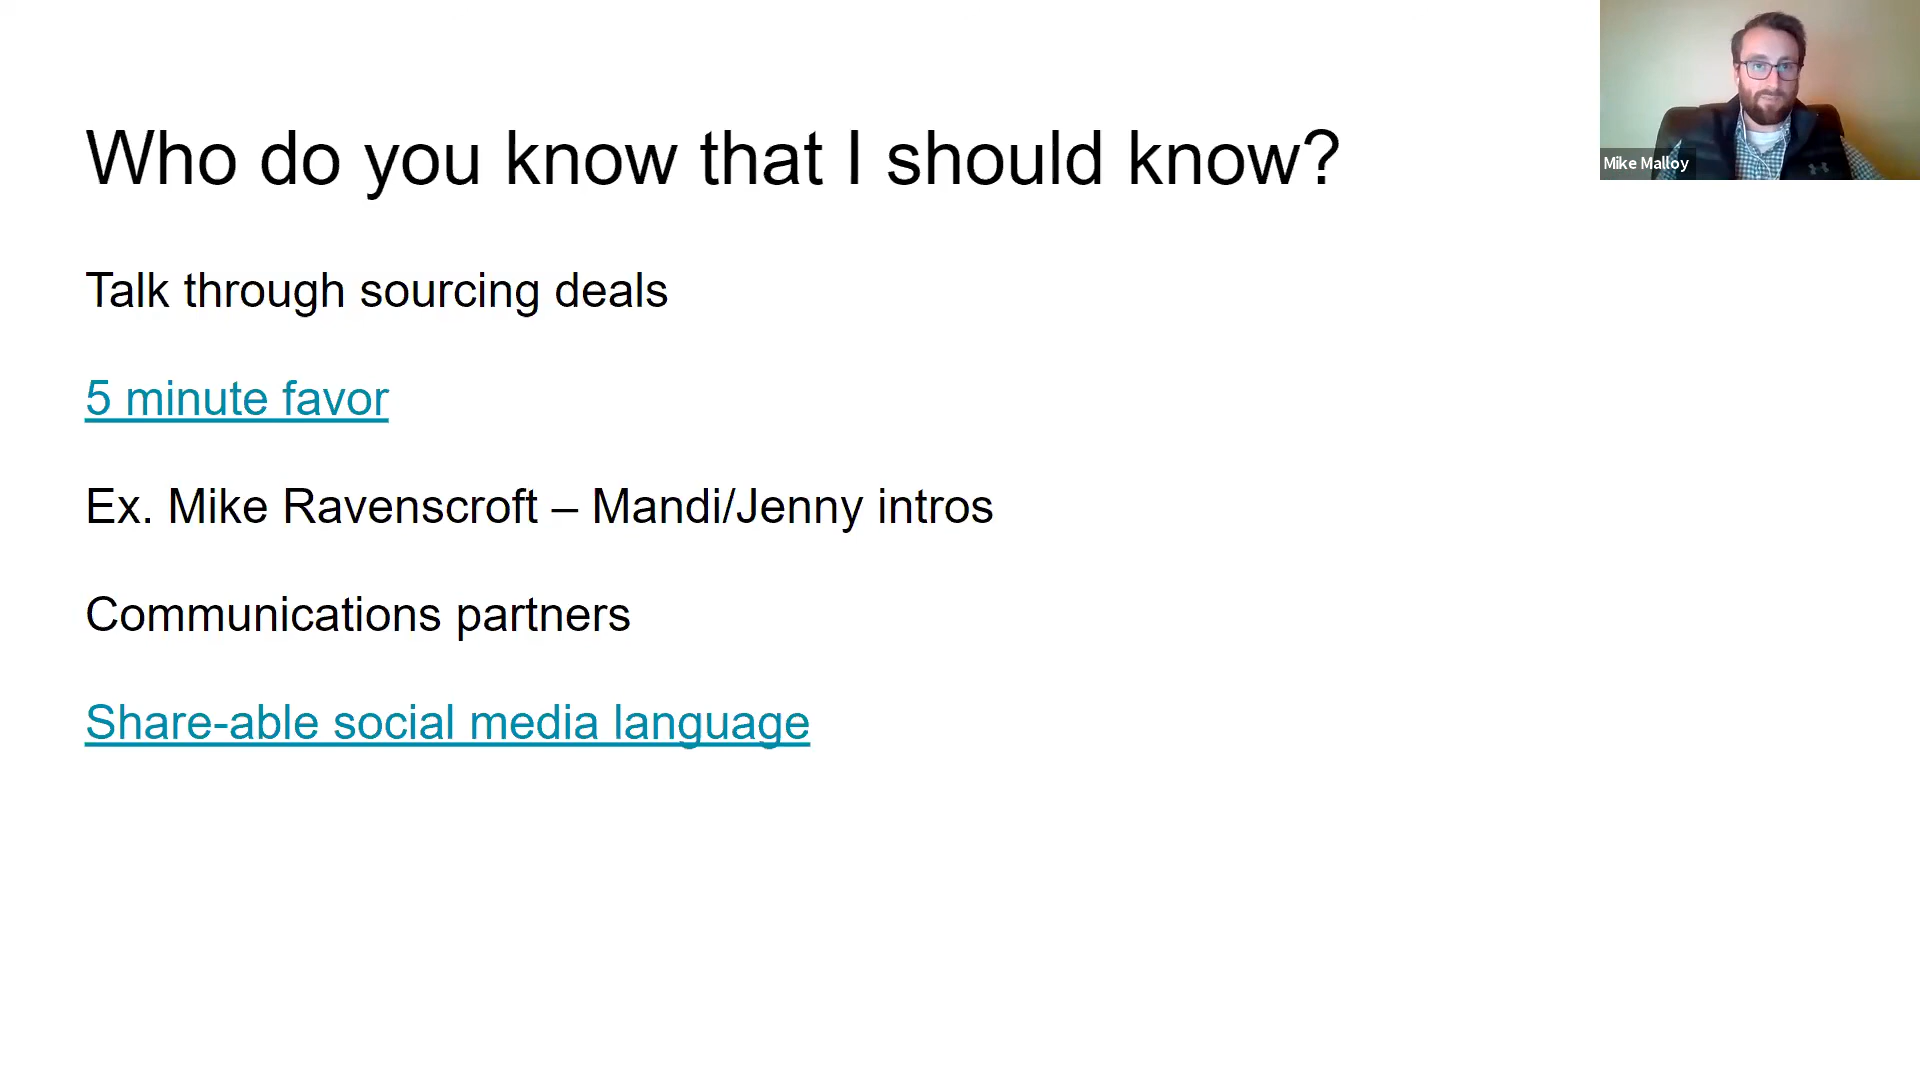 Who do you know that I should know?
Mike Malloy
Talk through sourcing deals
5 minute favor
Ex. Mike Ravenscroft – Mandi/Jenny intros
Communications partners
Share-able social media language